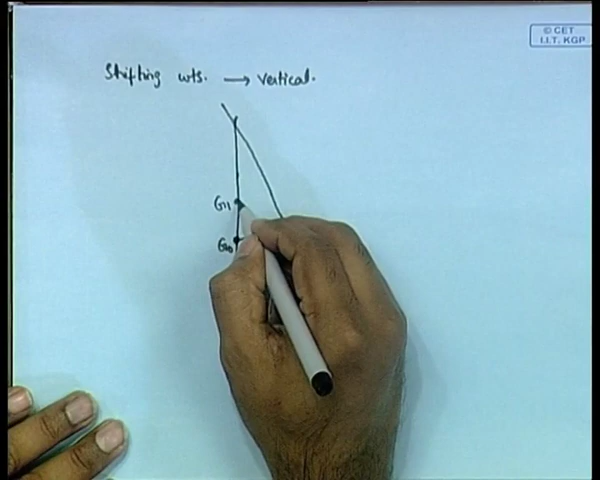 © CET
I.I.T. KGP
Shifting wts. → vertical.
G1
G0